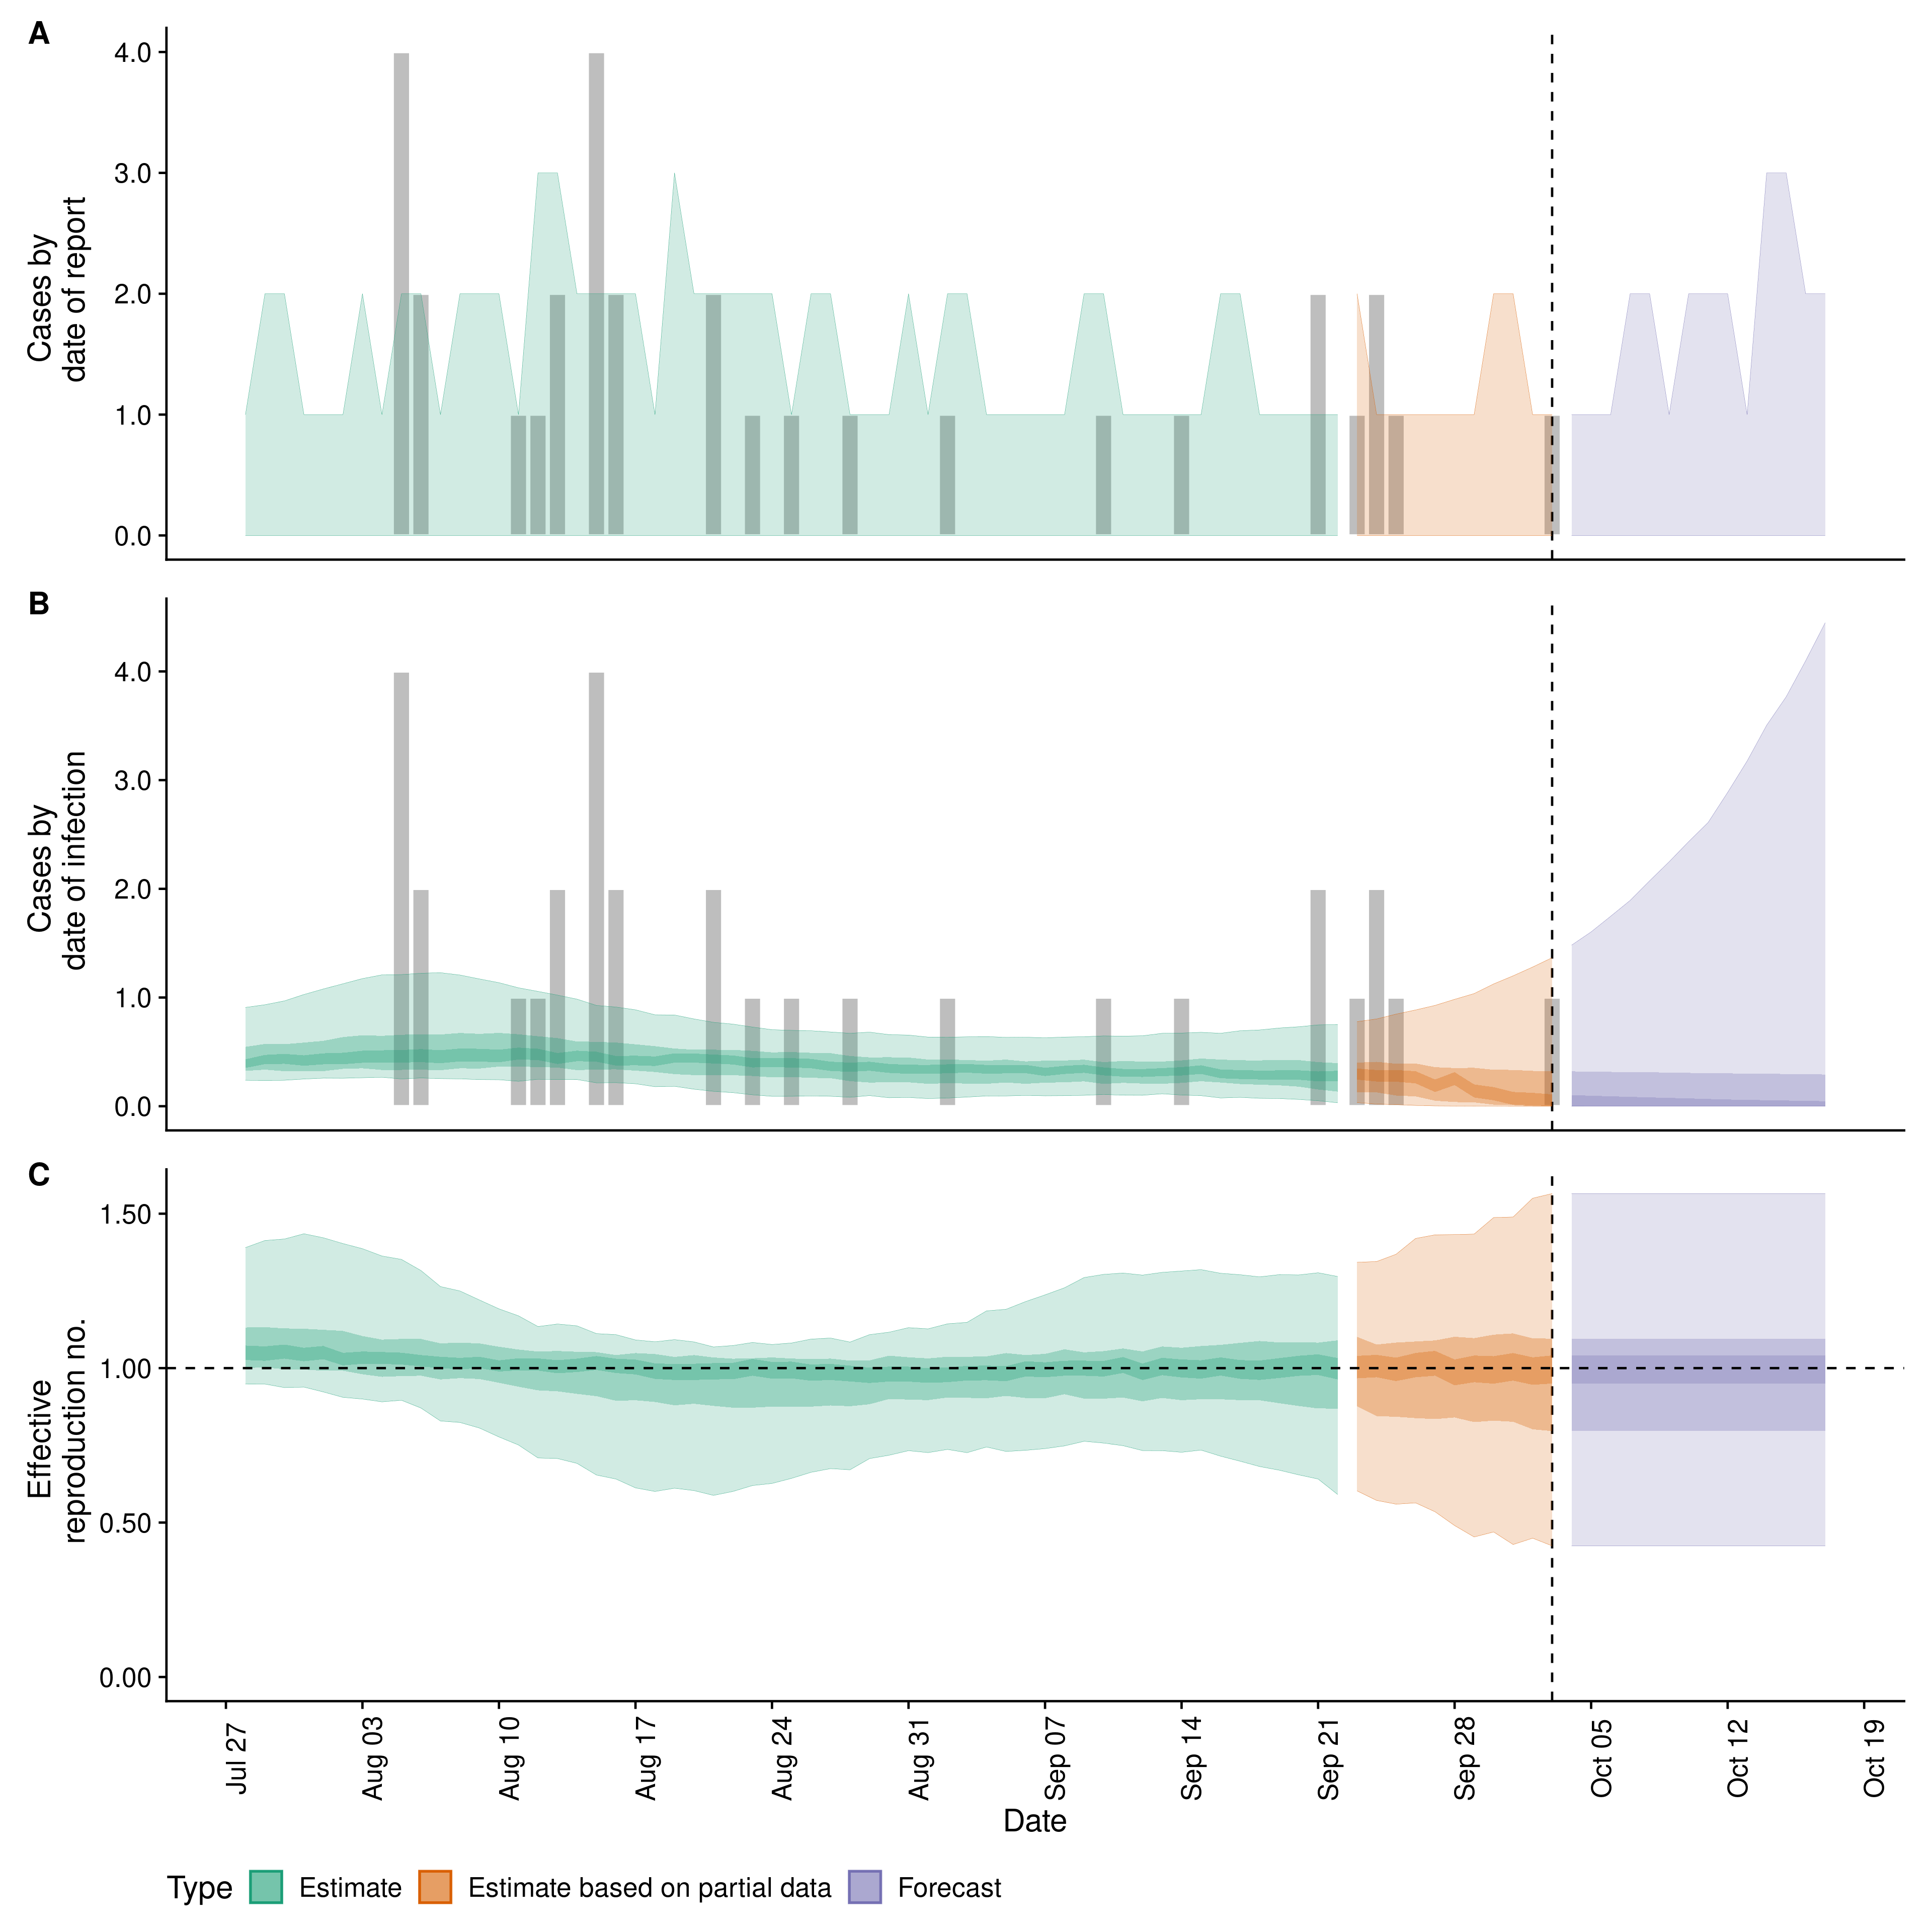 A
4.0
3.0
2.0
1.0
0.0
Cases by
date of report
B
4.0
3.0
2.0
1.0
0.0
Cases by
date of infection
C
1.50
1.00
0.50
0.00
Effective
reproduction no.
Jul 27
Aug 03
Aug 10
Aug 17
Aug 24
Aug 31
Sep 07
Sep 14
Sep 21
Sep 28
Oct 05
Oct 12
Oct 19
Date
Type Estimate Estimate based on partial data Forecast